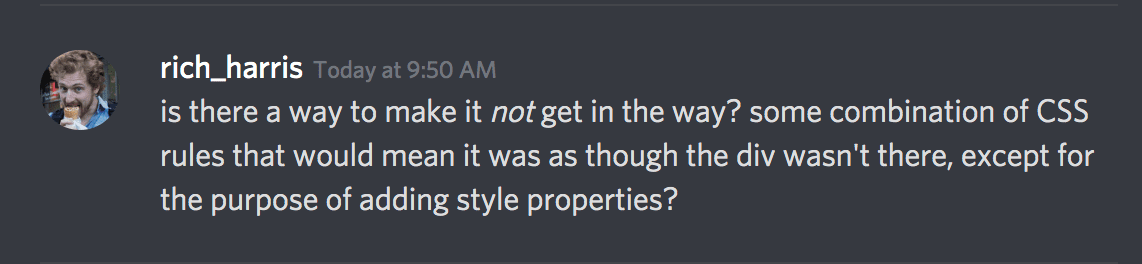 rich_harris Today at 9:50 AM
is there a way to make it not get in the way? some combination of CSS
rules that would mean it was as though the div wasn't there, except for
the purpose of adding style properties?